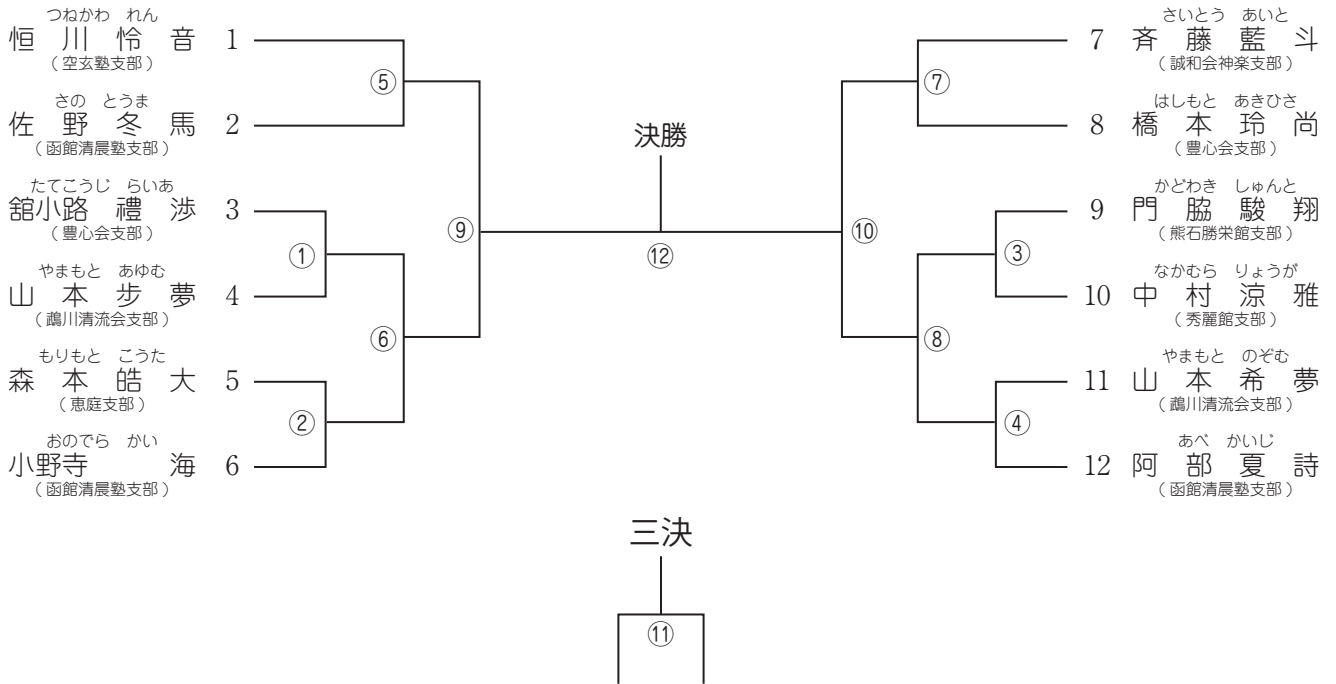 つねかわ れん
恒川怜音 1
（空玄塾支部）
さの とうま
佐野冬馬 2
（函館清晨塾支部）
たてこうじ らいあ
舘小路禮渉 3
（豊心会支部）
やまもと あゆむ
山本歩夢 4
（鵡川清流会支部）
もりもと こうた
森本皓大 5
（恵庭支部）
おのでら かい
小野寺海 6
（函館清晨塾支部）
⑤
①
⑨
⑥
②
決勝
⑫
⑦
⑩
③
⑧
④
さいとう あいと
7 斉藤藍斗
（誠和会神楽支部）
はしもと あきひさ
8 橋本玲尚
（豊心会支部）
かどわき しゅんと
9 門脇駿翔
（熊石勝栄館支部）
なかむら りょうが
10 中村涼雅
（秀麗館支部）
やまもと のぞむ
11 山本希夢
（鵡川清流会支部）
あべ かいじ
12 阿部夏詩
（函館清晨塾支部）
三決
⑪